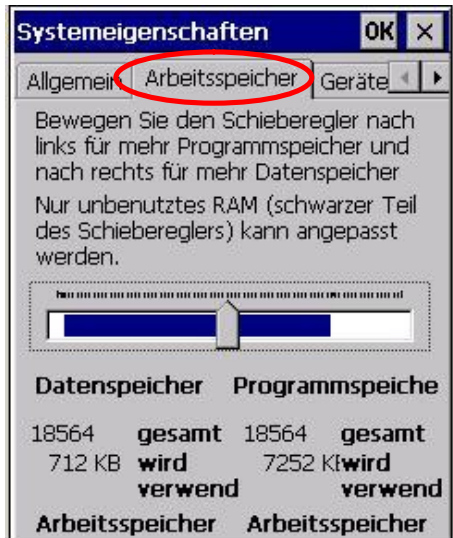 Systemeigenschaften OK ×
Allgemein Arbeitsspeicher Geräte
Bewegen Sie den Schieberegler nach
links für mehr Programmspeicher und
nach rechts für mehr Datenspeicher
Nur unbenutztes RAM (schwarzer Teil
des Schiebereglers) kann angepasst
werden.
Datenspeicher Programmspeiche
18564 gesamt 18564 gesamt
712 KB wird 7252 KB wird
verwend verwend
Arbeitsspeicher Arbeitsspeicher